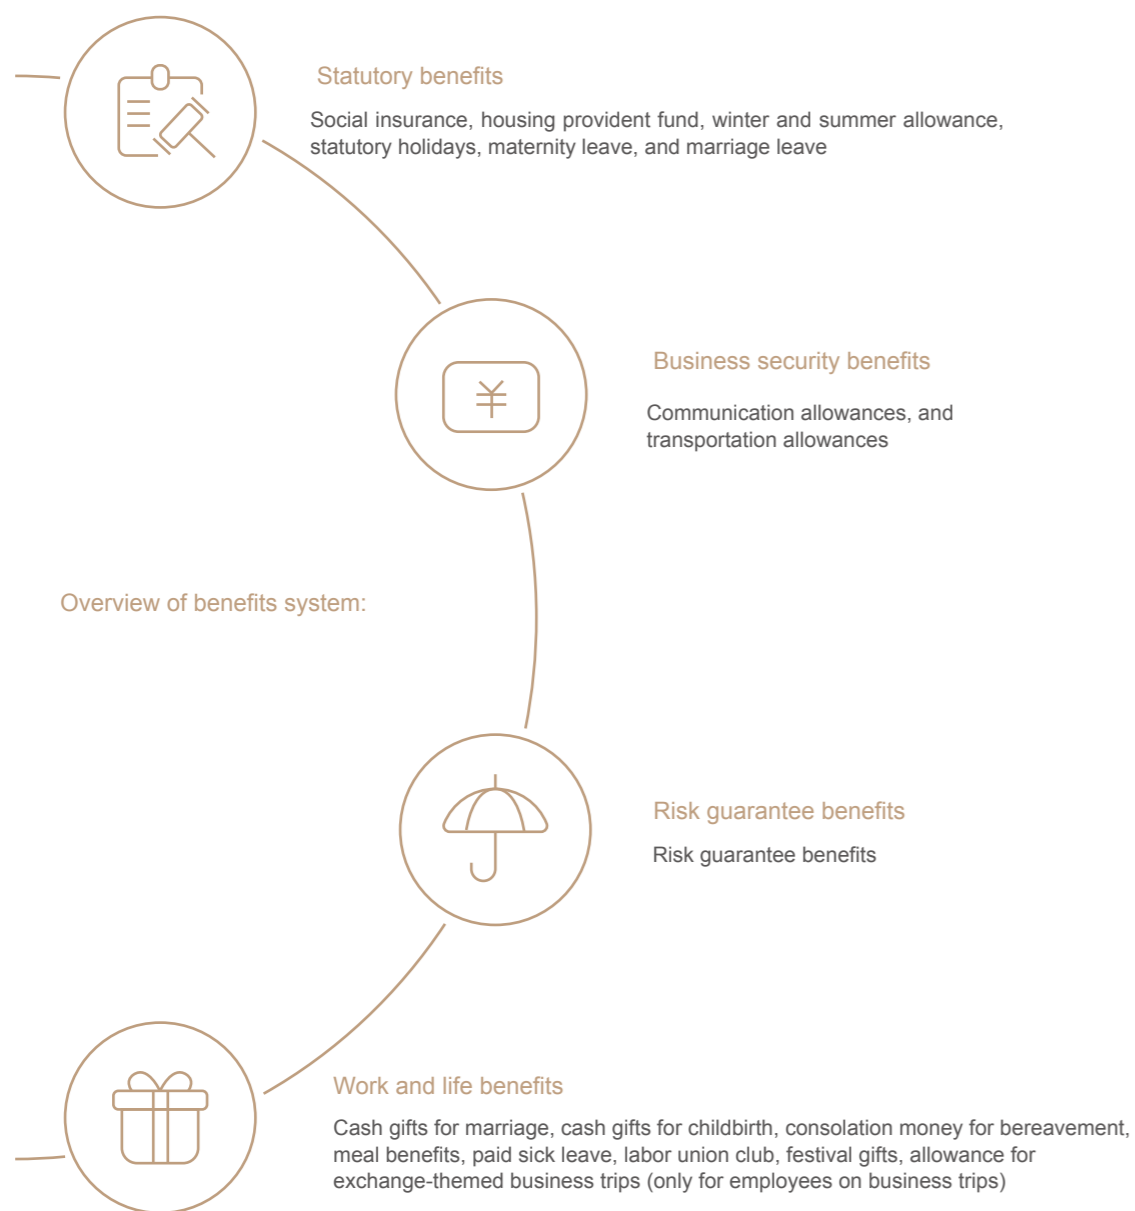 Statutory benefits
Social insurance, housing provident fund, winter and summer allowance,
statutory holidays, maternity leave, and marriage leave
Business security benefits
Communication allowances, and
transportation allowances
Overview of benefits system:
Risk guarantee benefits
Risk guarantee benefits
Work and life benefits
Cash gifts for marriage, cash gifts for childbirth, consolation money for bereavement,
meal benefits, paid sick leave, labor union club, festival gifts, allowance for
exchange-themed business trips (only for employees on business trips)